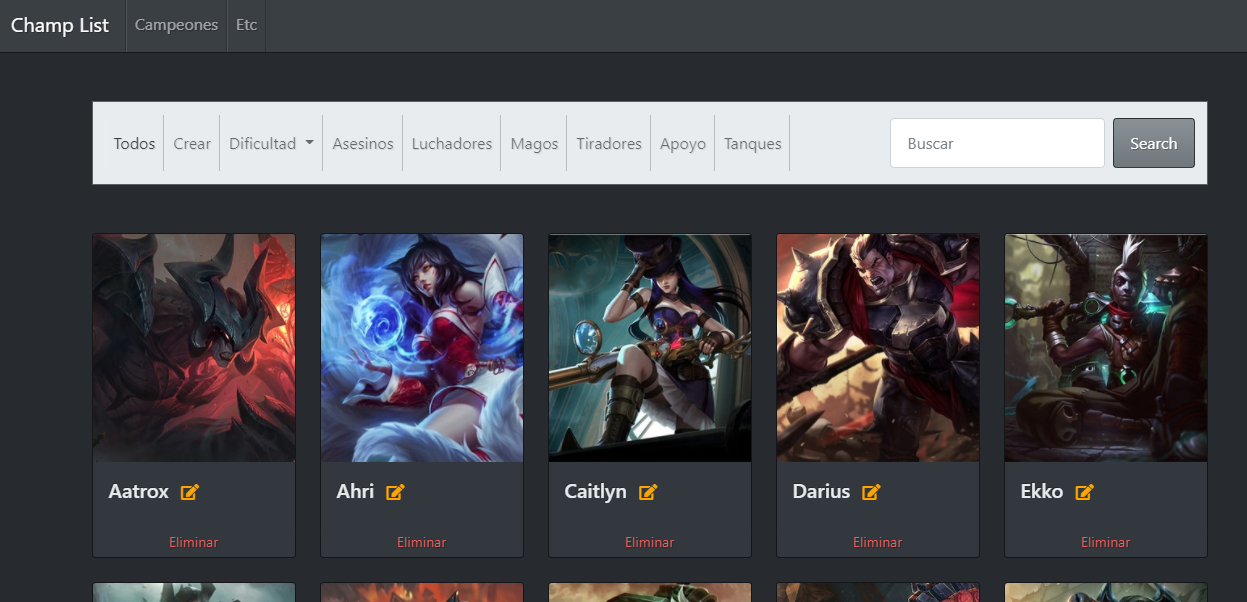 Champ List Campeones Etc
Todos Crear Dificultad Asesinos Luchadores Magos Tiradores Apoyo Tanques Buscar Search
Aatrox Ahri Caitlyn Darius Ekko
Eliminar Eliminar Eliminar Eliminar Eliminar